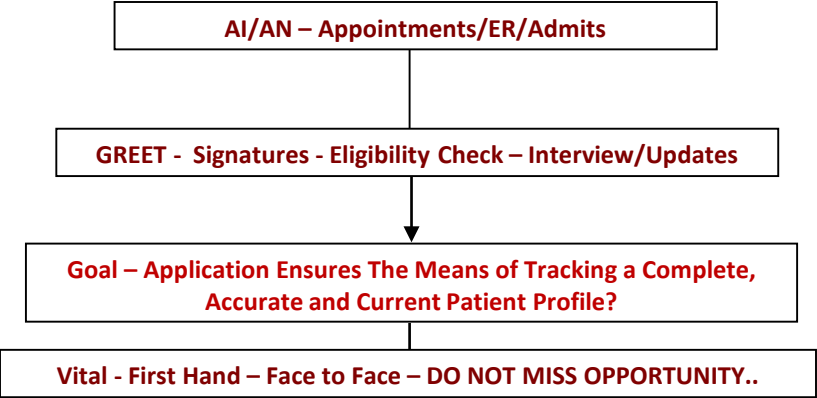 AI/AN – Appointments/ER/Admits
GREET - Signatures - Eligibility Check – Interview/Updates
Goal – Application Ensures The Means of Tracking a Complete,
Accurate and Current Patient Profile?
Vital - First Hand – Face to Face – DO NOT MISS OPPORTUNITY..